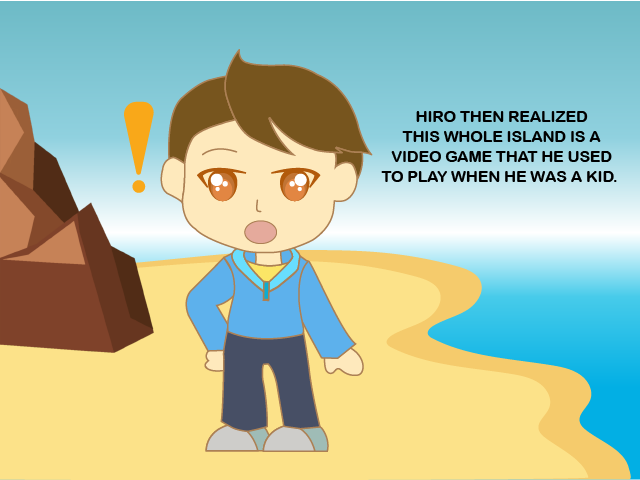 !
HIRO THEN REALIZED
THIS WHOLE ISLAND IS A
VIDEO GAME THAT HE USED
TO PLAY WHEN HE WAS A KID.